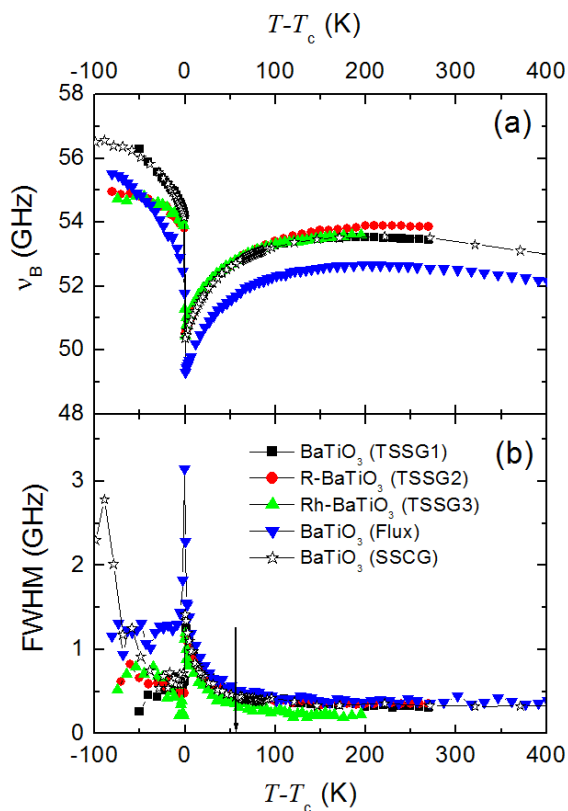 T-Tc (K)
-100 0 100 200 300 400
(a)
58
56
54
52
50
48
νB (GHz)
(b)
BaTiO3 (TSSG1)
R-BaTiO3 (TSSG2)
Rh-BaTiO3 (TSSG3)
BaTiO3 (Flux)
BaTiO3 (SSCG)
3
2
1
0
FWHM (GHz)
-100 0 100 200 300 400
T-Tc (K)